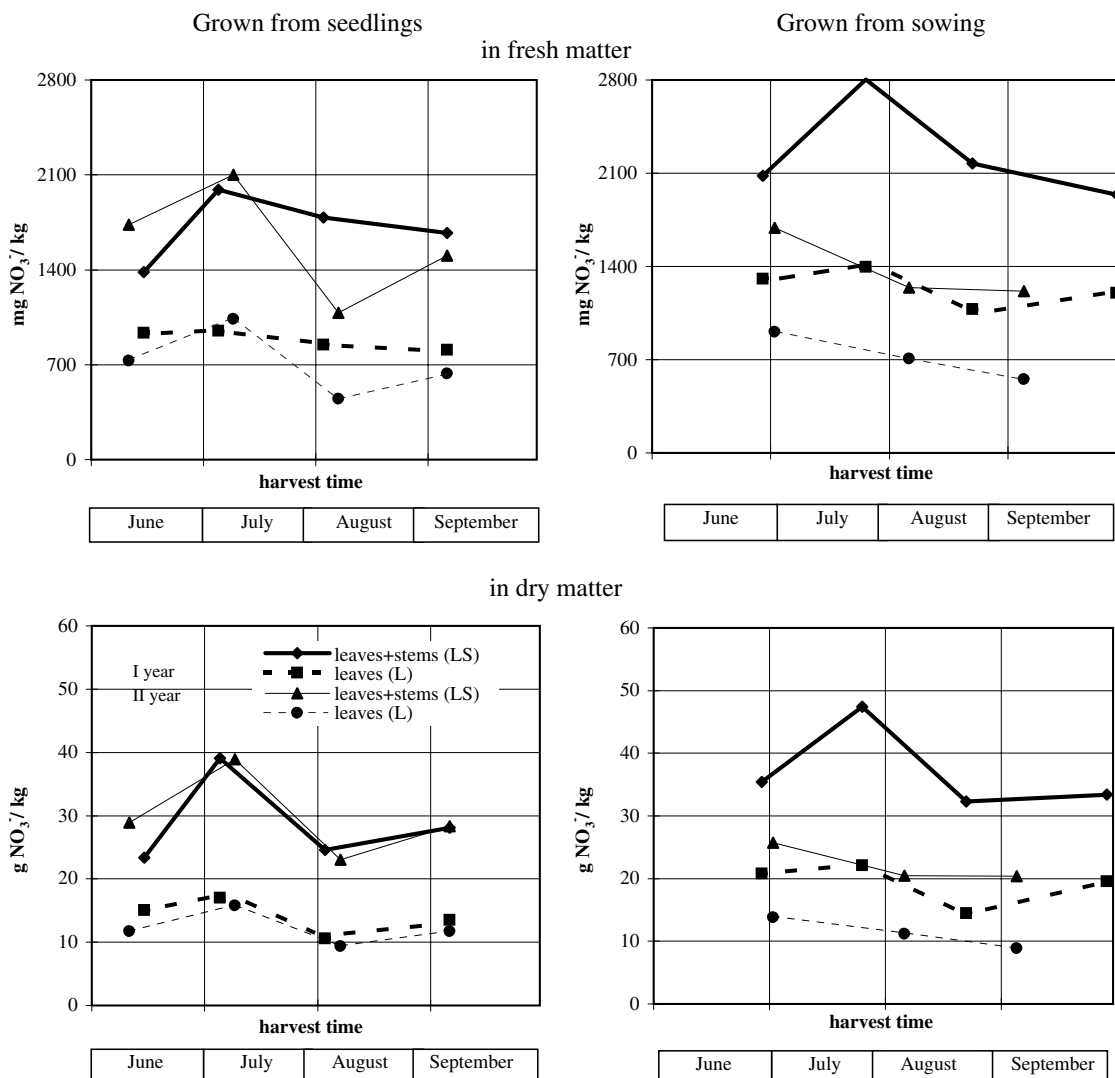 Grown from seedlings
Grown from sowing
in fresh matter
2800
2100
1400
700
0
mg NO₃⁻/ kg
harvest time
June July August September
2800
2100
1400
700
0
mg NO₃⁻/ kg
harvest time
June July August September
in dry matter
60
50
40
30
20
10
0
g NO₃⁻/ kg
I year
II year
leaves+stems (LS)
leaves (L)
leaves+stems (LS)
leaves (L)
harvest time
June July August September
60
50
40
30
20
10
0
g NO₃⁻/ kg
harvest time
June July August September